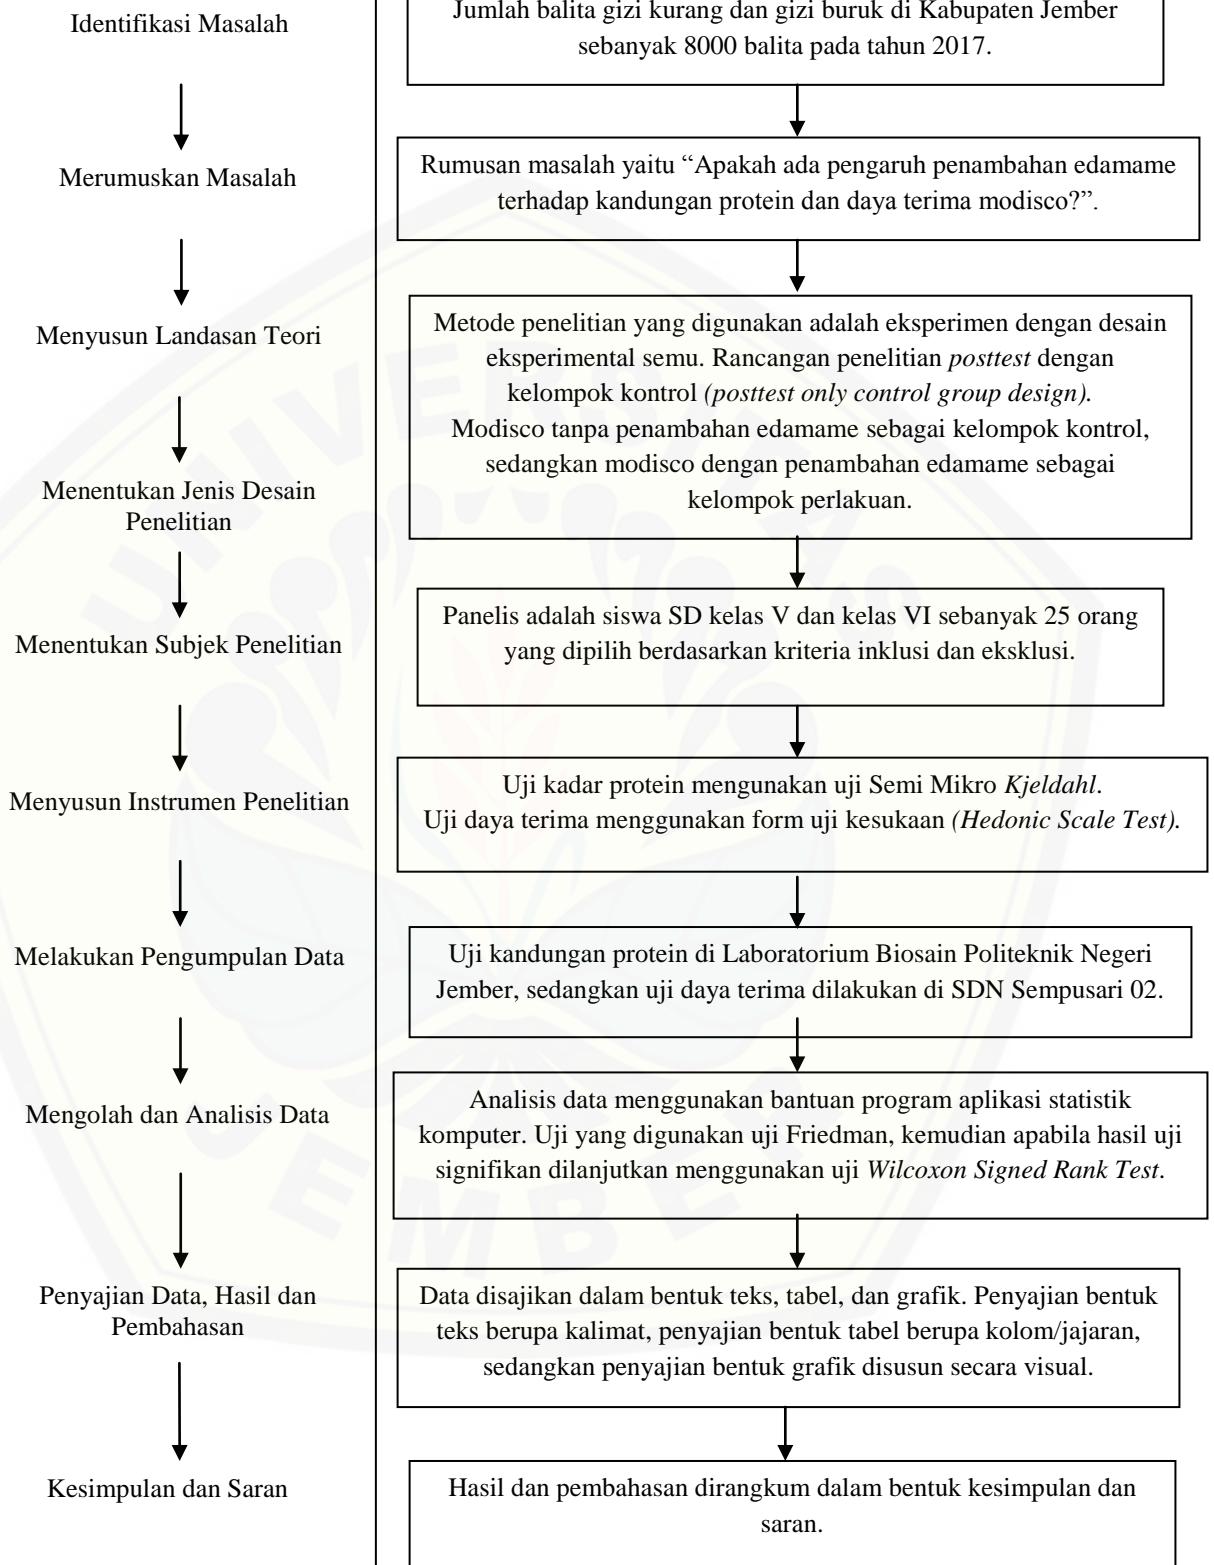 Identifikasi Masalah
Jumlah balita gizi kurang dan gizi buruk di Kabupaten Jember
sebanyak 8000 balita pada tahun 2017.
Merumuskan Masalah
Rumusan masalah yaitu “Apakah ada pengaruh penambahan edamame
terhadap kandungan protein dan daya terima modisco?”.
Menyusun Landasan Teori
Metode penelitian yang digunakan adalah eksperimen dengan desain
eksperimental semu. Rancangan penelitian posttest dengan
kelompok kontrol (posttest only control group design).
Modisco tanpa penambahan edamame sebagai kelompok kontrol,
sedangkan modisco dengan penambahan edamame sebagai
kelompok perlakuan.
Menentukan Jenis Desain
Penelitian
Menentukan Subjek Penelitian
Panelis adalah siswa SD kelas V dan kelas VI sebanyak 25 orang
yang dipilih berdasarkan kriteria inklusi dan eksklusi.
Menyusun Instrumen Penelitian
Uji kadar protein mengunakan uji Semi Mikro Kjeldahl.
Uji daya terima menggunakan form uji kesukaan (Hedonic Scale Test).
Melakukan Pengumpulan Data
Uji kandungan protein di Laboratorium Biosain Politeknik Negeri
Jember, sedangkan uji daya terima dilakukan di SDN Sempusari 02.
Mengolah dan Analisis Data
Analisis data menggunakan bantuan program aplikasi statistik
komputer. Uji yang digunakan uji Friedman, kemudian apabila hasil uji
signifikan dilanjutkan menggunakan uji Wilcoxon Signed Rank Test.
Penyajian Data, Hasil dan
Pembahasan
Data disajikan dalam bentuk teks, tabel, dan grafik. Penyajian bentuk
teks berupa kalimat, penyajian bentuk tabel berupa kolom/jajaran,
sedangkan penyajian bentuk grafik disusun secara visual.
Kesimpulan dan Saran
Hasil dan pembahasan dirangkum dalam bentuk kesimpulan dan
saran.
UNIVERSITAS
JEMBER